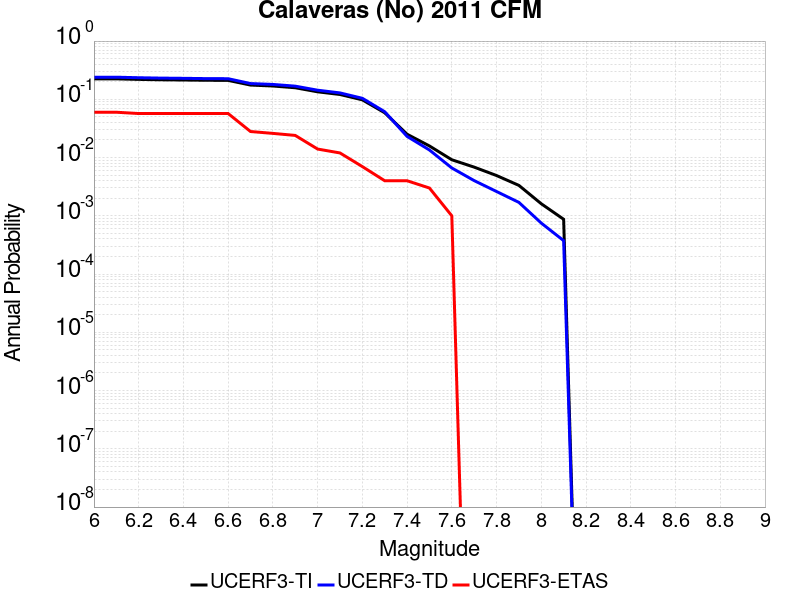 Calaveras (No) 2011 CFM
10^0
10^-1
10^-2
10^-3
10^-4
10^-5
10^-6
10^-7
10^-8
Annual Probability
6 6.2 6.4 6.6 6.8 7 7.2 7.4 7.6 7.8 8 8.2 8.4 8.6 8.8 9
Magnitude
UCERF3-TI UCERF3-TD UCERF3-ETAS